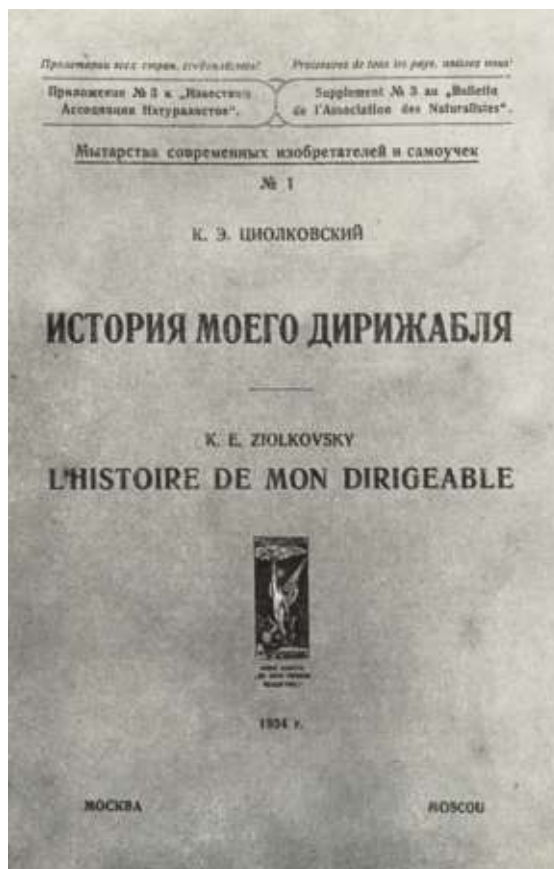 Пролетарии всех стран, соединяйтесь!
Prolétaires de tous les pays, unissez vous!
Приложение № 3 к „Известиям
Ассоциации Натуралистов“.
Supplement № 3 au „Bulletin
de l'Association des Naturalistes“.
Мытарства современных изобретателей и самоучек
№ 1
К. Э. ЦИОЛКОВСКИЙ
ИСТОРИЯ МОЕГО ДИРИЖАБЛЯ
K. E. ZIOLKOVSKY
L'HISTOIRE DE MON DIRIGEABLE
г.
МОСКВА
MOSCOU